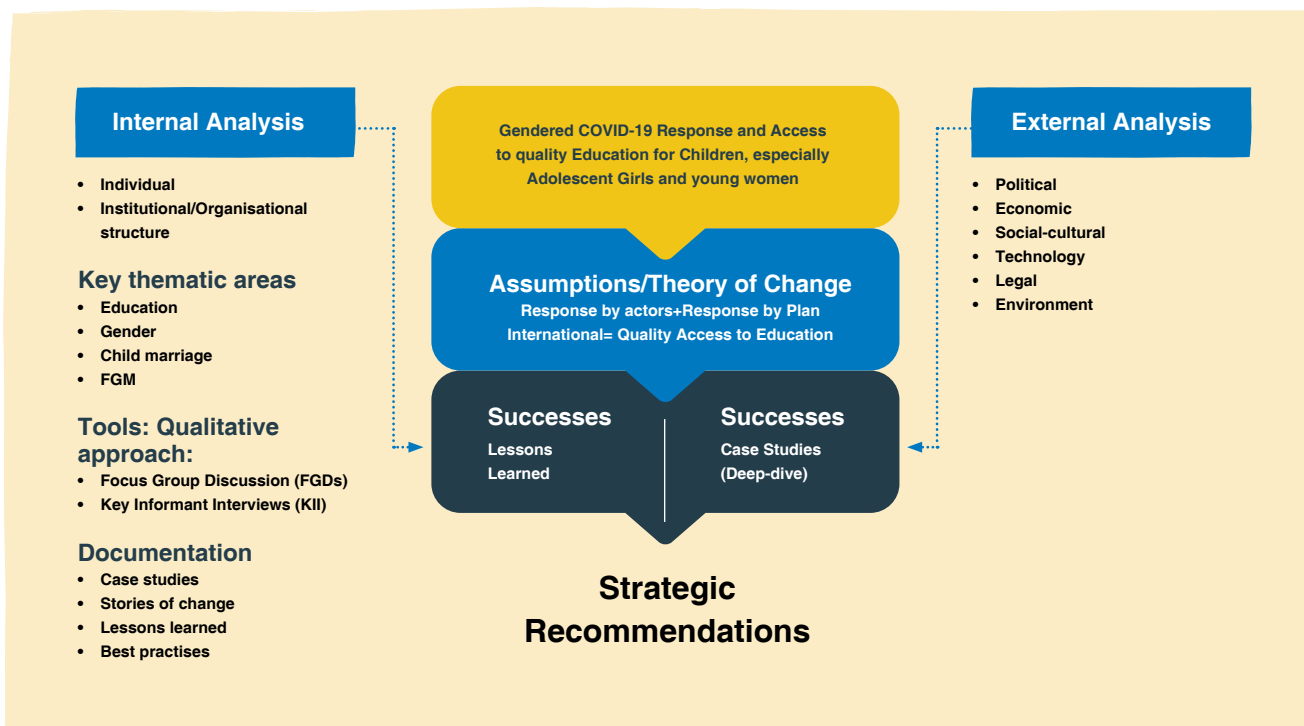 Internal Analysis
• Individual
• Institutional/Organisational
structure
Key thematic areas
• Education
• Gender
• Child marriage
• FGM
Tools: Qualitative
approach:
• Focus Group Discussion (FGDs)
• Key Informant Interviews (KII)
Documentation
• Case studies
• Stories of change
• Lessons learned
• Best practises
Gendered COVID-19 Response and Access
to quality Education for Children, especially
Adolescent Girls and young women
Assumptions/Theory of Change
Response by actors+Response by Plan
International= Quality Access to Education
Successes
Lessons
Learned
Successes
Case Studies
(Deep-dive)
Strategic
Recommendations
External Analysis
• Political
• Economic
• Social-cultural
• Technology
• Legal
• Environment